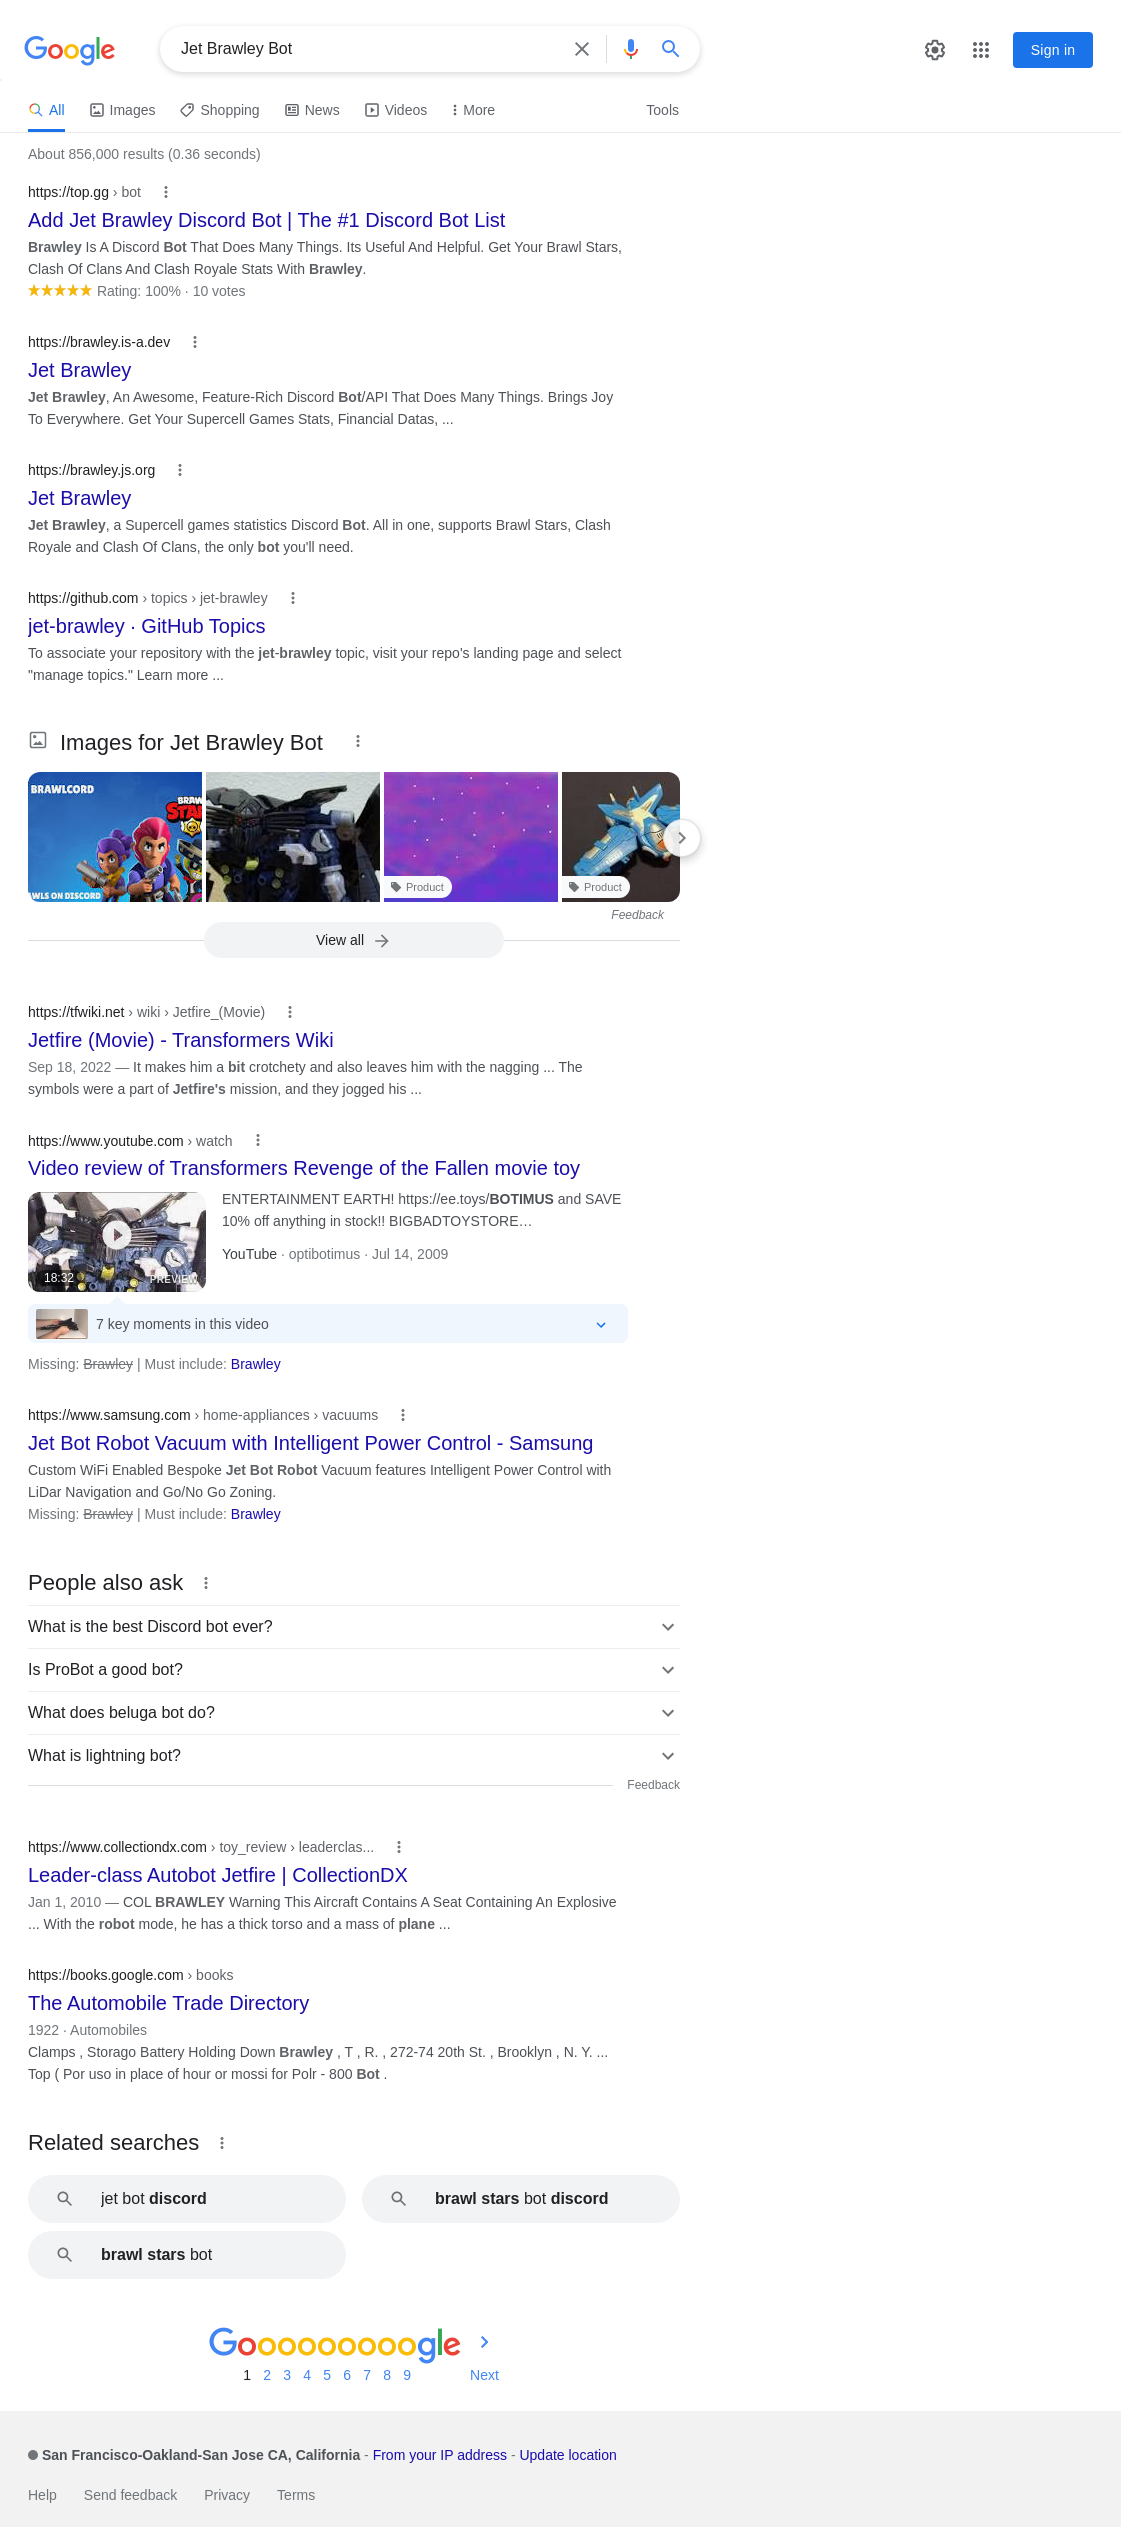 Google
Jet Brawley Bot
Sign in
All
Images
Shopping
News
Videos
More
Tools
About 856,000 results (0.36 seconds)
https://top.gg › bot
Add Jet Brawley Discord Bot | The #1 Discord Bot List
Brawley Is A Discord Bot That Does Many Things. Its Useful And Helpful. Get Your Brawl Stars,
Clash Of Clans And Clash Royale Stats With Brawley.
Rating: 100% · 10 votes
https://brawley.is-a.dev
Jet Brawley
Jet Brawley, An Awesome, Feature-Rich Discord Bot/API That Does Many Things. Brings Joy
To Everywhere. Get Your Supercell Games Stats, Financial Datas, ...
https://brawley.js.org
Jet Brawley
Jet Brawley, a Supercell games statistics Discord Bot. All in one, supports Brawl Stars, Clash
Royale and Clash Of Clans, the only bot you'll need.
https://github.com › topics › jet-brawley
jet-brawley · GitHub Topics
To associate your repository with the jet-brawley topic, visit your repo's landing page and select
"manage topics." Learn more ...
Images for Jet Brawley Bot
BRAWLCORD
BRAW
STA
AWLS ON DISCORD
Product
Product
Feedback
View all
https://tfwiki.net › wiki › Jetfire_(Movie)
Jetfire (Movie) - Transformers Wiki
Sep 18, 2022 — It makes him a bit crotchety and also leaves him with the nagging ... The
symbols were a part of Jetfire's mission, and they jogged his ...
https://www.youtube.com › watch
Video review of Transformers Revenge of the Fallen movie toy
ENTERTAINMENT EARTH! https://ee.toys/BOTIMUS and SAVE
10% off anything in stock!! BIGBADTOYSTORE…
YouTube · optibotimus · Jul 14, 2009
18:32
PREVIEW
7 key moments in this video
Missing: Brawley | Must include: Brawley
https://www.samsung.com › home-appliances › vacuums
Jet Bot Robot Vacuum with Intelligent Power Control - Samsung
Custom WiFi Enabled Bespoke Jet Bot Robot Vacuum features Intelligent Power Control with
LiDar Navigation and Go/No Go Zoning.
Missing: Brawley | Must include: Brawley
People also ask
What is the best Discord bot ever?
Is ProBot a good bot?
What does beluga bot do?
What is lightning bot?
Feedback
https://www.collectiondx.com › toy_review › leaderclas...
Leader-class Autobot Jetfire | CollectionDX
Jan 1, 2010 — COL BRAWLEY Warning This Aircraft Contains A Seat Containing An Explosive
... With the robot mode, he has a thick torso and a mass of plane ...
https://books.google.com › books
The Automobile Trade Directory
1922 · Automobiles
Clamps , Storago Battery Holding Down Brawley , T , R. , 272-74 20th St. , Brooklyn , N. Y. ...
Top ( Por uso in place of hour or mossi for Polr - 800 Bot .
Related searches
jet bot discord
brawl stars bot discord
brawl stars bot
Gooooooooogle
1 2 3 4 5 6 7 8 9 Next
San Francisco-Oakland-San Jose CA, California - From your IP address - Update location
Help
Send feedback
Privacy
Terms